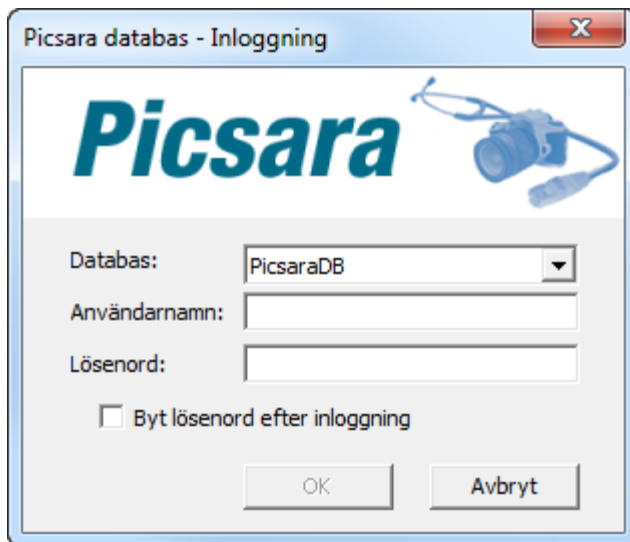 Picsara databas - Inloggning
Picsara
Databas: PicsaraDB
Användarnamn:
Lösenord:
Byt lösenord efter inloggning
OK Avbryt